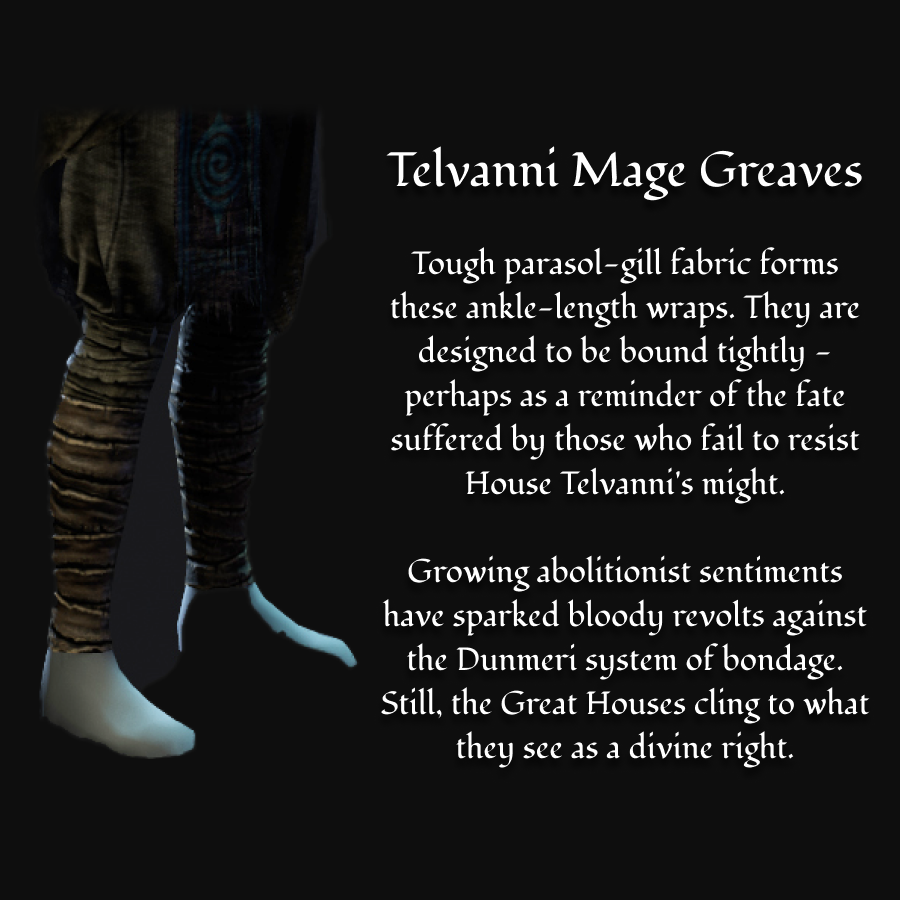 Telvanni Mage Greaves
Tough parasol-gill fabric forms
these ankle-length wraps. They are
designed to be bound tightly -
perhaps as a reminder of the fate
suffered by those who fail to resist
House Telvanni's might.
Growing abolitionist sentiments
have sparked bloody revolts against
the Dunmeri system of bondage.
Still, the Great Houses cling to what
they see as a divine right.